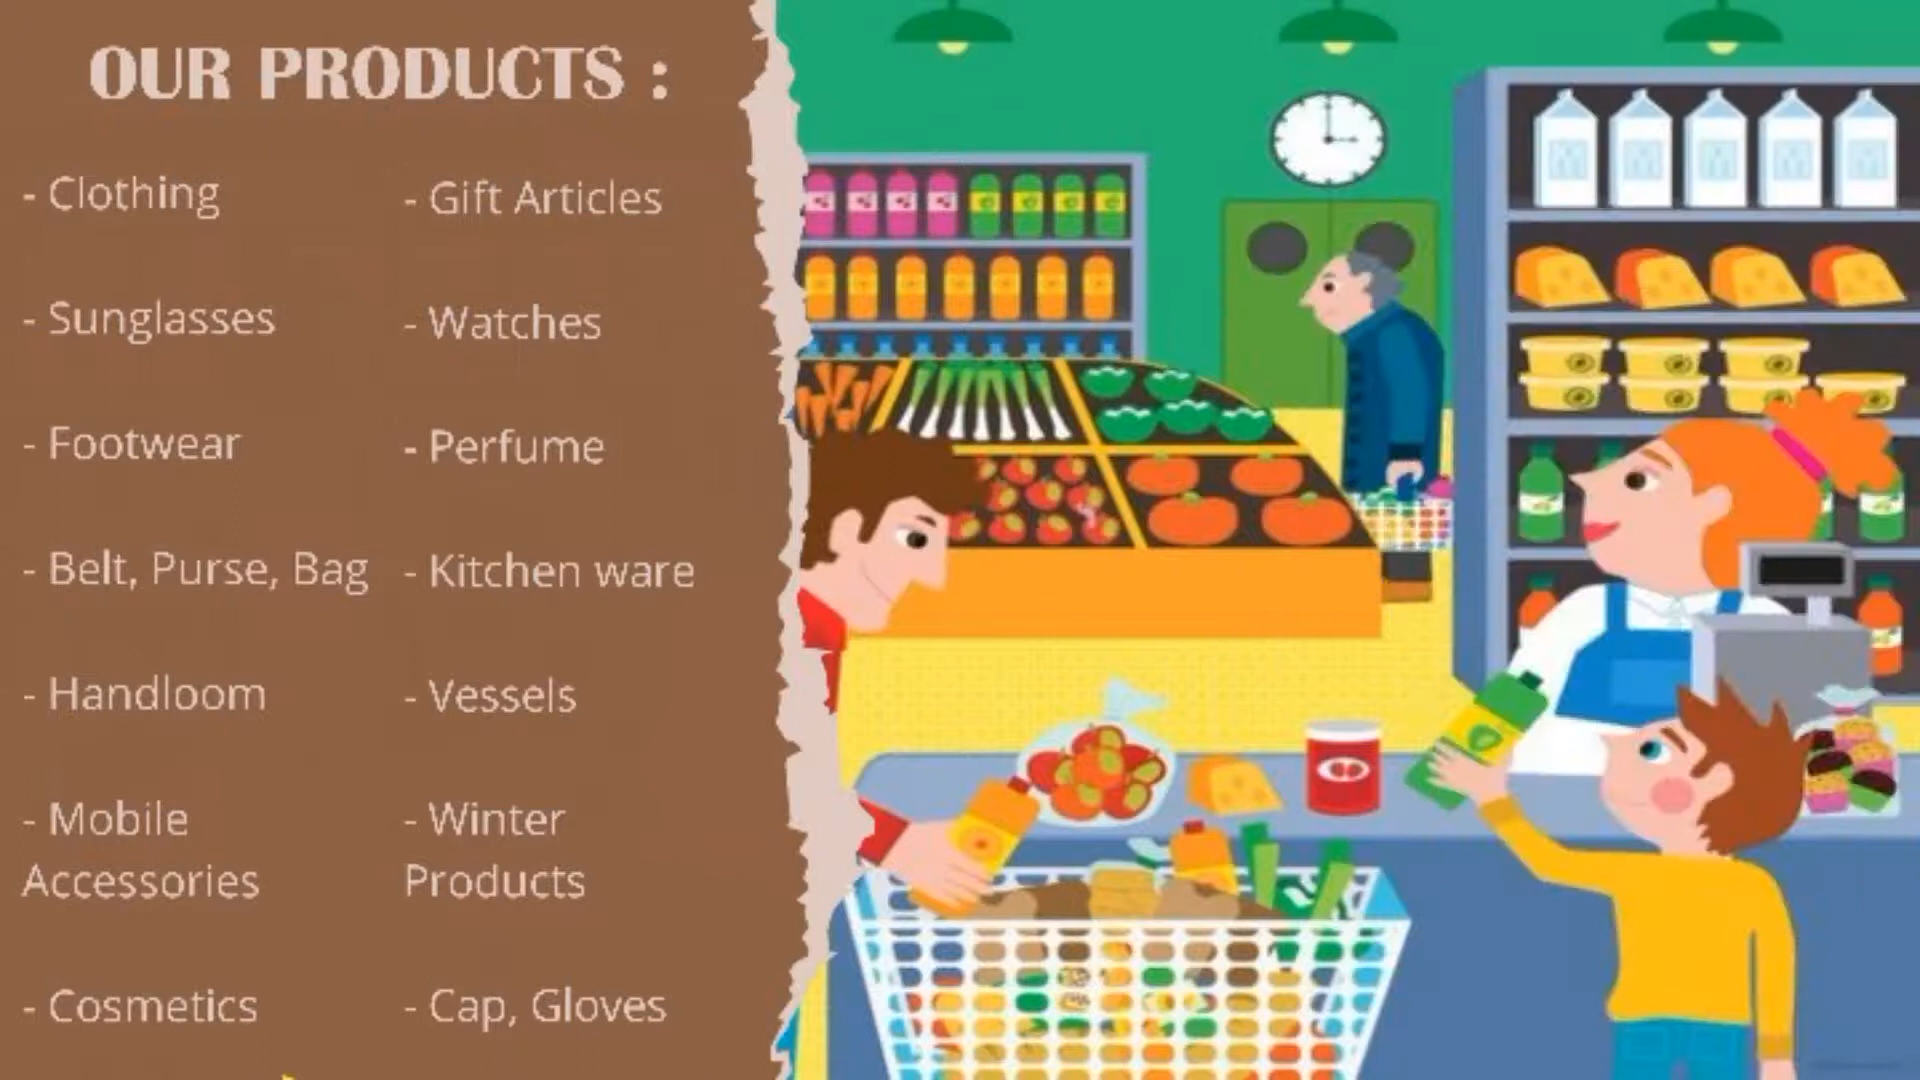 OUR PRODUCTS :
- Clothing
- Sunglasses
- Footwear
- Belt, Purse, Bag
- Handloom
- Mobile
Accessories
- Cosmetics
- Gift Articles
- Watches
- Perfume
- Kitchen ware
- Vessels
- Winter
Products
- Cap, Gloves